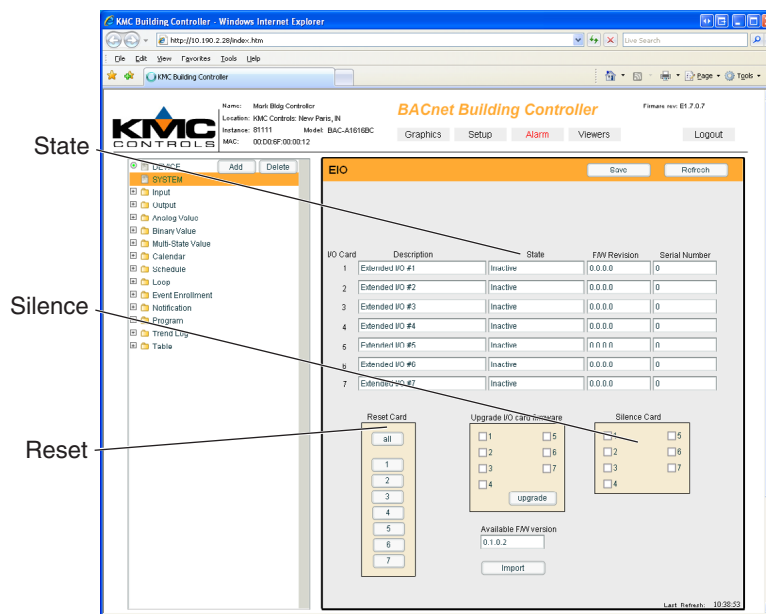 KMC Building Controller - Windows Internet Explorer
http://10.190.2.28/index.htm
Live Search
File Edit View Favorites Tools Help
KMC Building Controller
Page Tools
KMC CONTROLS
Name: Mark Bldg Controller
Location: KMC Controls: New Paris, IN
Instance: 81111 Model: BAC-A1616BC
MAC: 00:D0:6F:00:00:12
BACnet Building Controller
Firmare rev: E1.7.0.7
Graphics Setup Alarm Viewers Logout
State
Silence
Reset
DEVICE Add Delete
SYSTEM
Input
Output
Analog Value
Binary Value
Multi-State Value
Calendar
Schedule
Loop
Event Enrollment
Notification
Program
Trend Log
Table
EIO Save Refresh
I/O Card Description State F/W Revision Serial Number
1 Extended I/O #1 Inactive 0.0.0.0 0
2 Extended I/O #2 Inactive 0.0.0.0 0
3 Extended I/O #3 Inactive 0.0.0.0 0
4 Extended I/O #4 Inactive 0.0.0.0 0
5 Extended I/O #5 Inactive 0.0.0.0 0
6 Extended I/O #6 Inactive 0.0.0.0 0
7 Extended I/O #7 Inactive 0.0.0.0 0
Reset Card
all
1
2
3
4
5
6
7
Upgrade I/O card firmware
1 5
2 6
3 7
4
upgrade
Available F/W version
0.1.0.2
Import
Silence Card
1 5
2 6
3 7
4
Last Refresh: 10:38:53